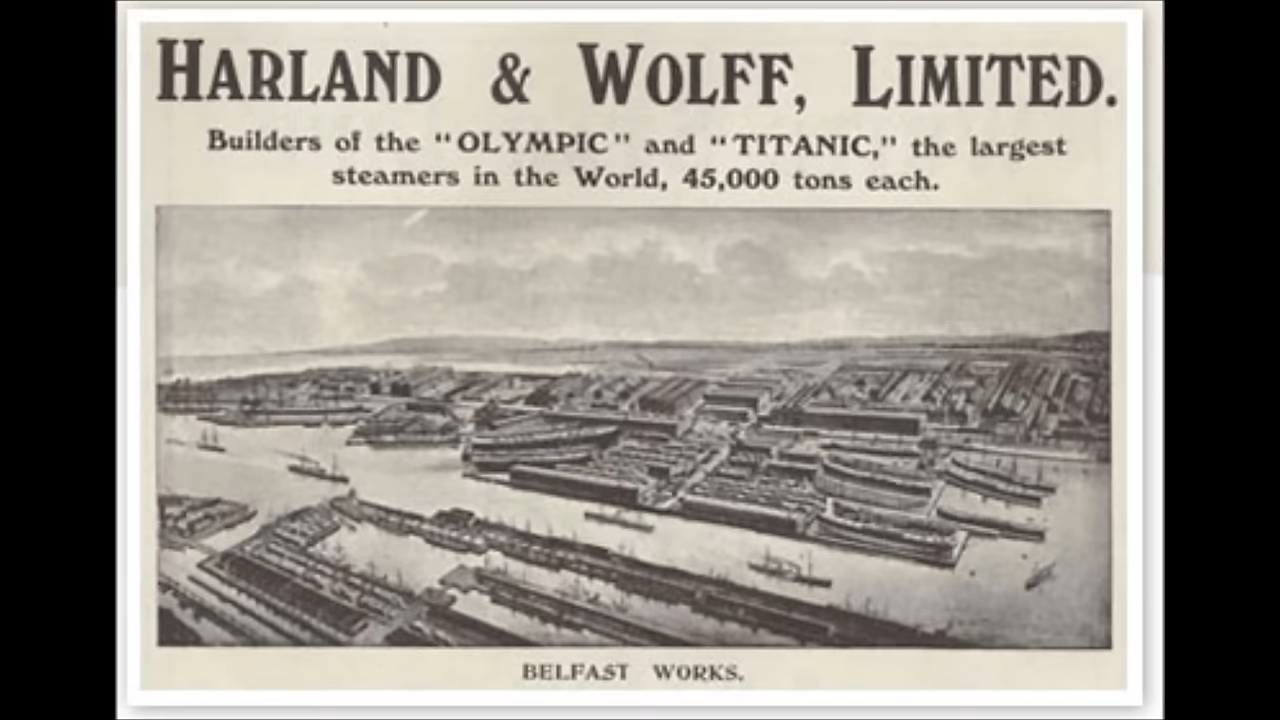 HARLAND & WOLFF, LIMITED.
Builders of the "OLYMPIC" and "TITANIC," the largest
steamers in the World, 45,000 tons each.
BELFAST WORKS.